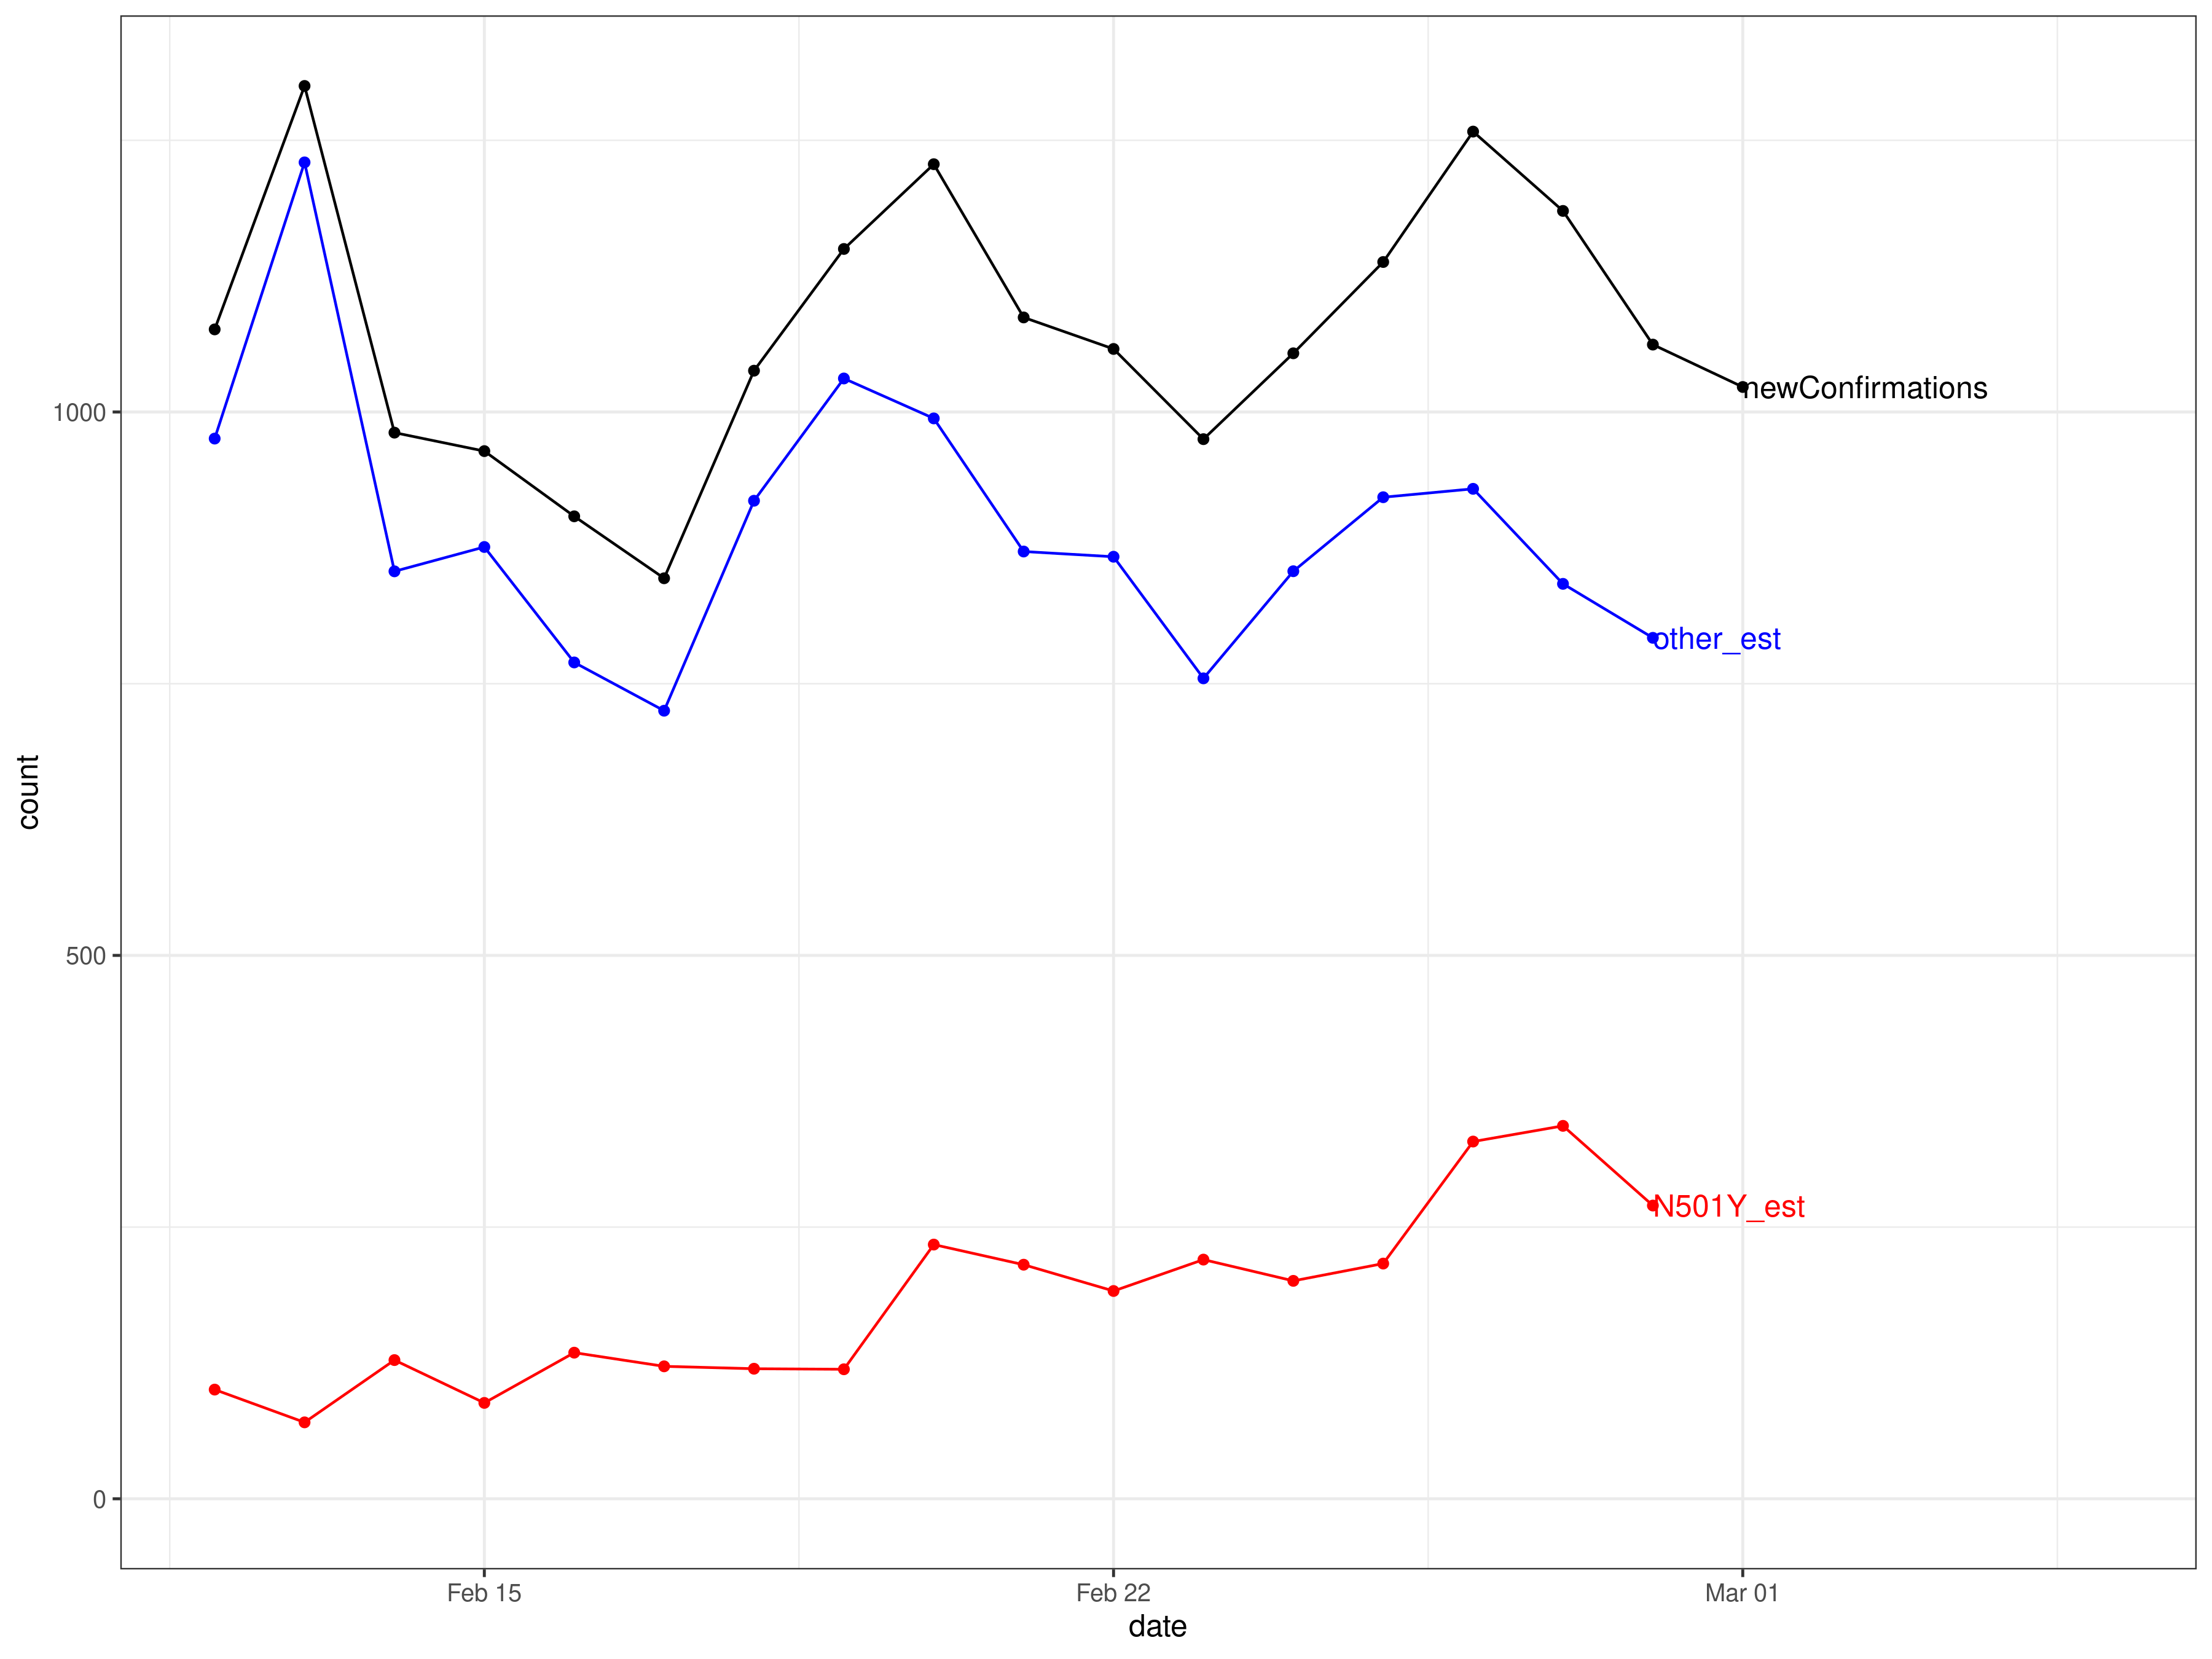 1000
500
0
count
newConfirmations
other_est
N501Y_est
Feb 15
Feb 22
Mar 01
date